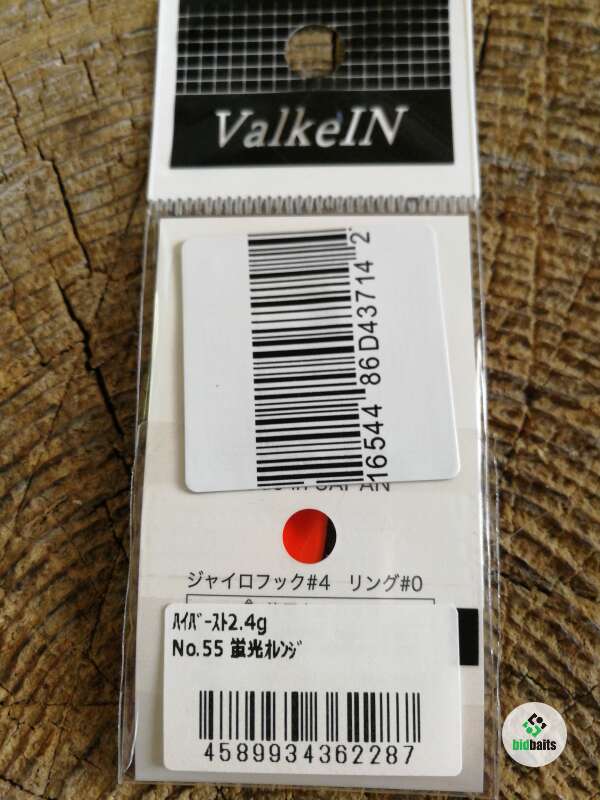 ValkeIN
16544 86D43714 2
JAPAN
ジャイロフック#4 リング#0
ﾊｲﾊﾞｰｽﾄ2.4g
No.55 蛍光ｵﾚﾝｼﾞ
4589934362287
bidbaits